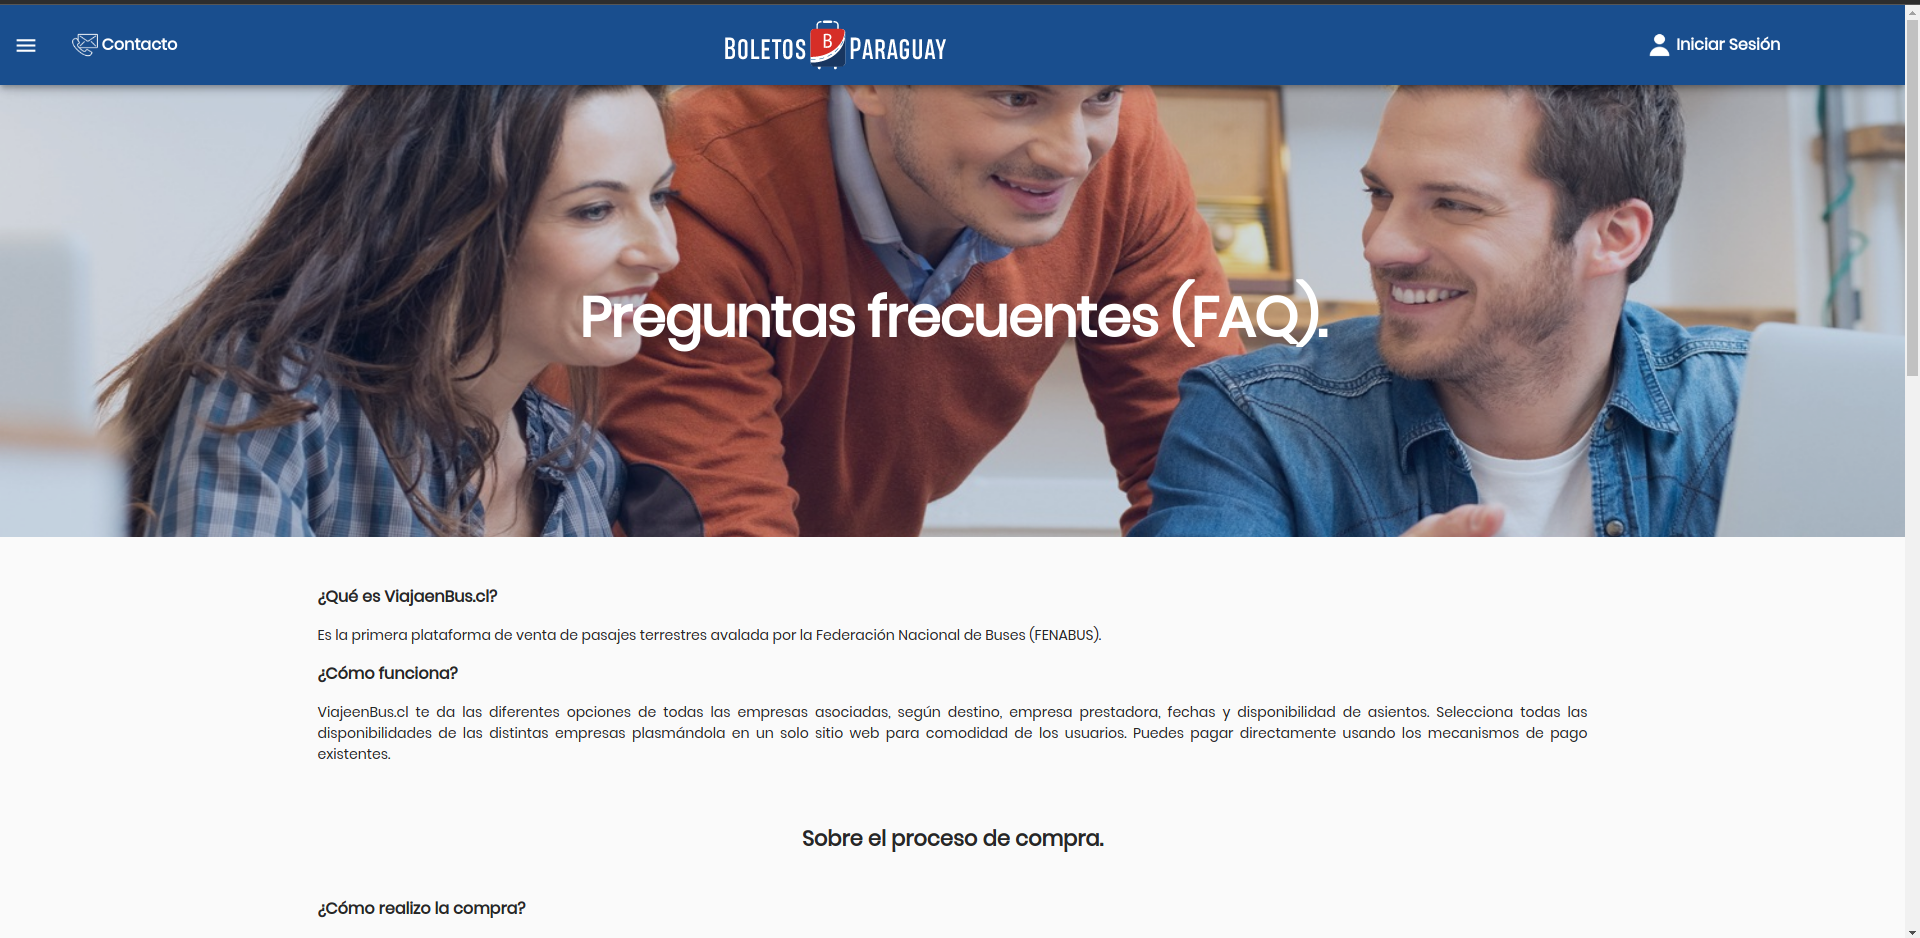 Contacto
BOLETOS B PARAGUAY
Iniciar Sesión
Preguntas frecuentes (FAQ).
¿Qué es ViajaenBus.cl?
Es la primera plataforma de venta de pasajes terrestres avalada por la Federación Nacional de Buses (FENABUS).
¿Cómo funciona?
ViajeenBus.cl te da las diferentes opciones de todas las empresas asociadas, según destino, empresa prestadora, fechas y disponibilidad de asientos. Selecciona todas las
disponibilidades de las distintas empresas plasmándola en un solo sitio web para comodidad de los usuarios. Puedes pagar directamente usando los mecanismos de pago
existentes.
Sobre el proceso de compra.
¿Cómo realizo la compra?